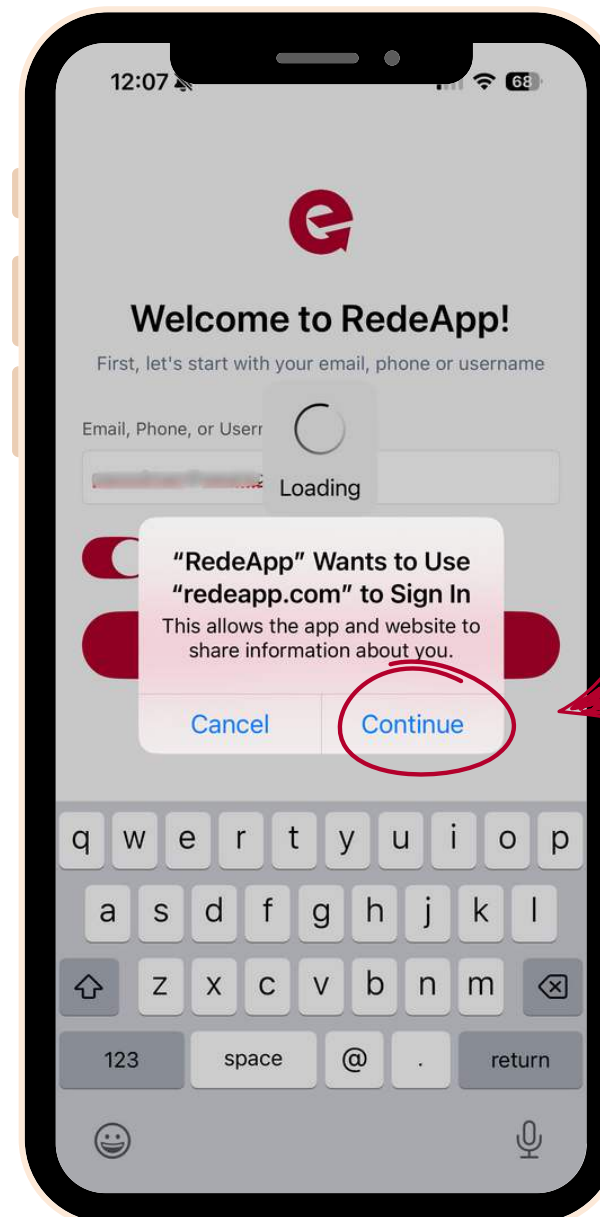 12:07
68
e
Welcome to RedeApp!
First, let's start with your email, phone or username
Email, Phone, or Usern
Loading
“RedeApp” Wants to Use
“redeapp.com” to Sign In
This allows the app and website to
share information about you.
Cancel Continue
q w e r t y u i o p
a s d f g h j k l
z x c v b n m
123 space @ . return